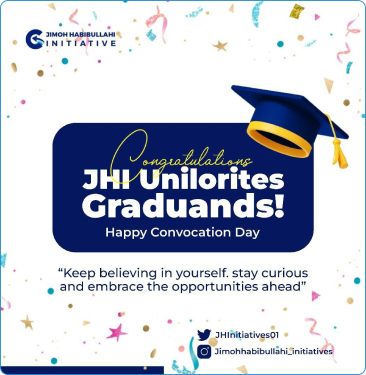 JIMOH HABIBULLAHI
INITIATIVE
Congratulations
JHI Unilorites
Graduands!
Happy Convocation Day
“Keep believing in yourself. stay curious
and embrace the opportunities ahead”
JHInitiatives01
Jimohhabibullahi_initiatives